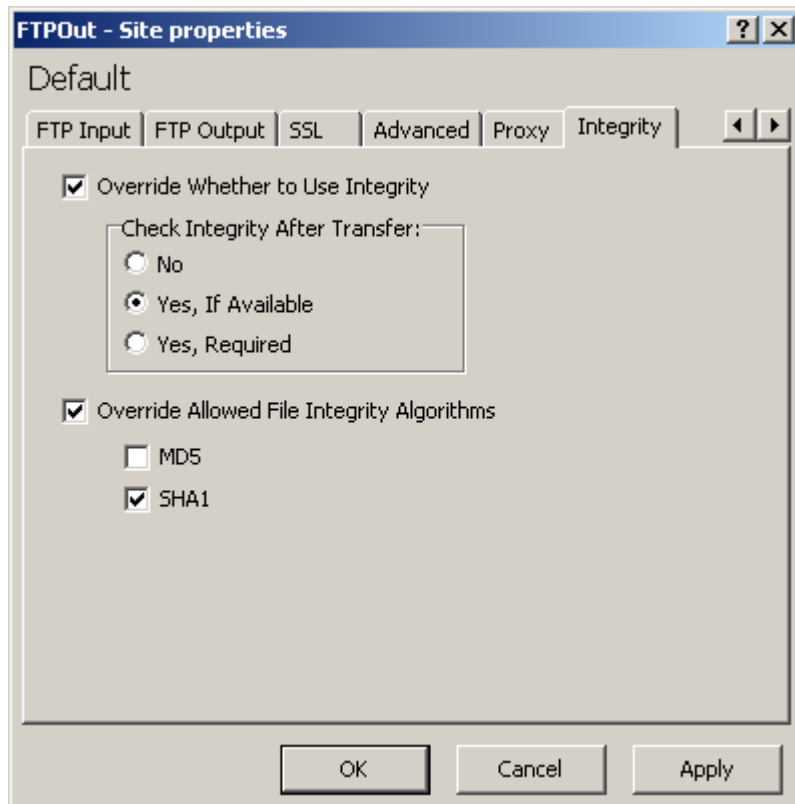 FTPOut - Site properties
Default
FTP Input FTP Output SSL Advanced Proxy Integrity
Override Whether to Use Integrity
Check Integrity After Transfer:
No
Yes, If Available
Yes, Required
Override Allowed File Integrity Algorithms
MD5
SHA1
OK Cancel Apply